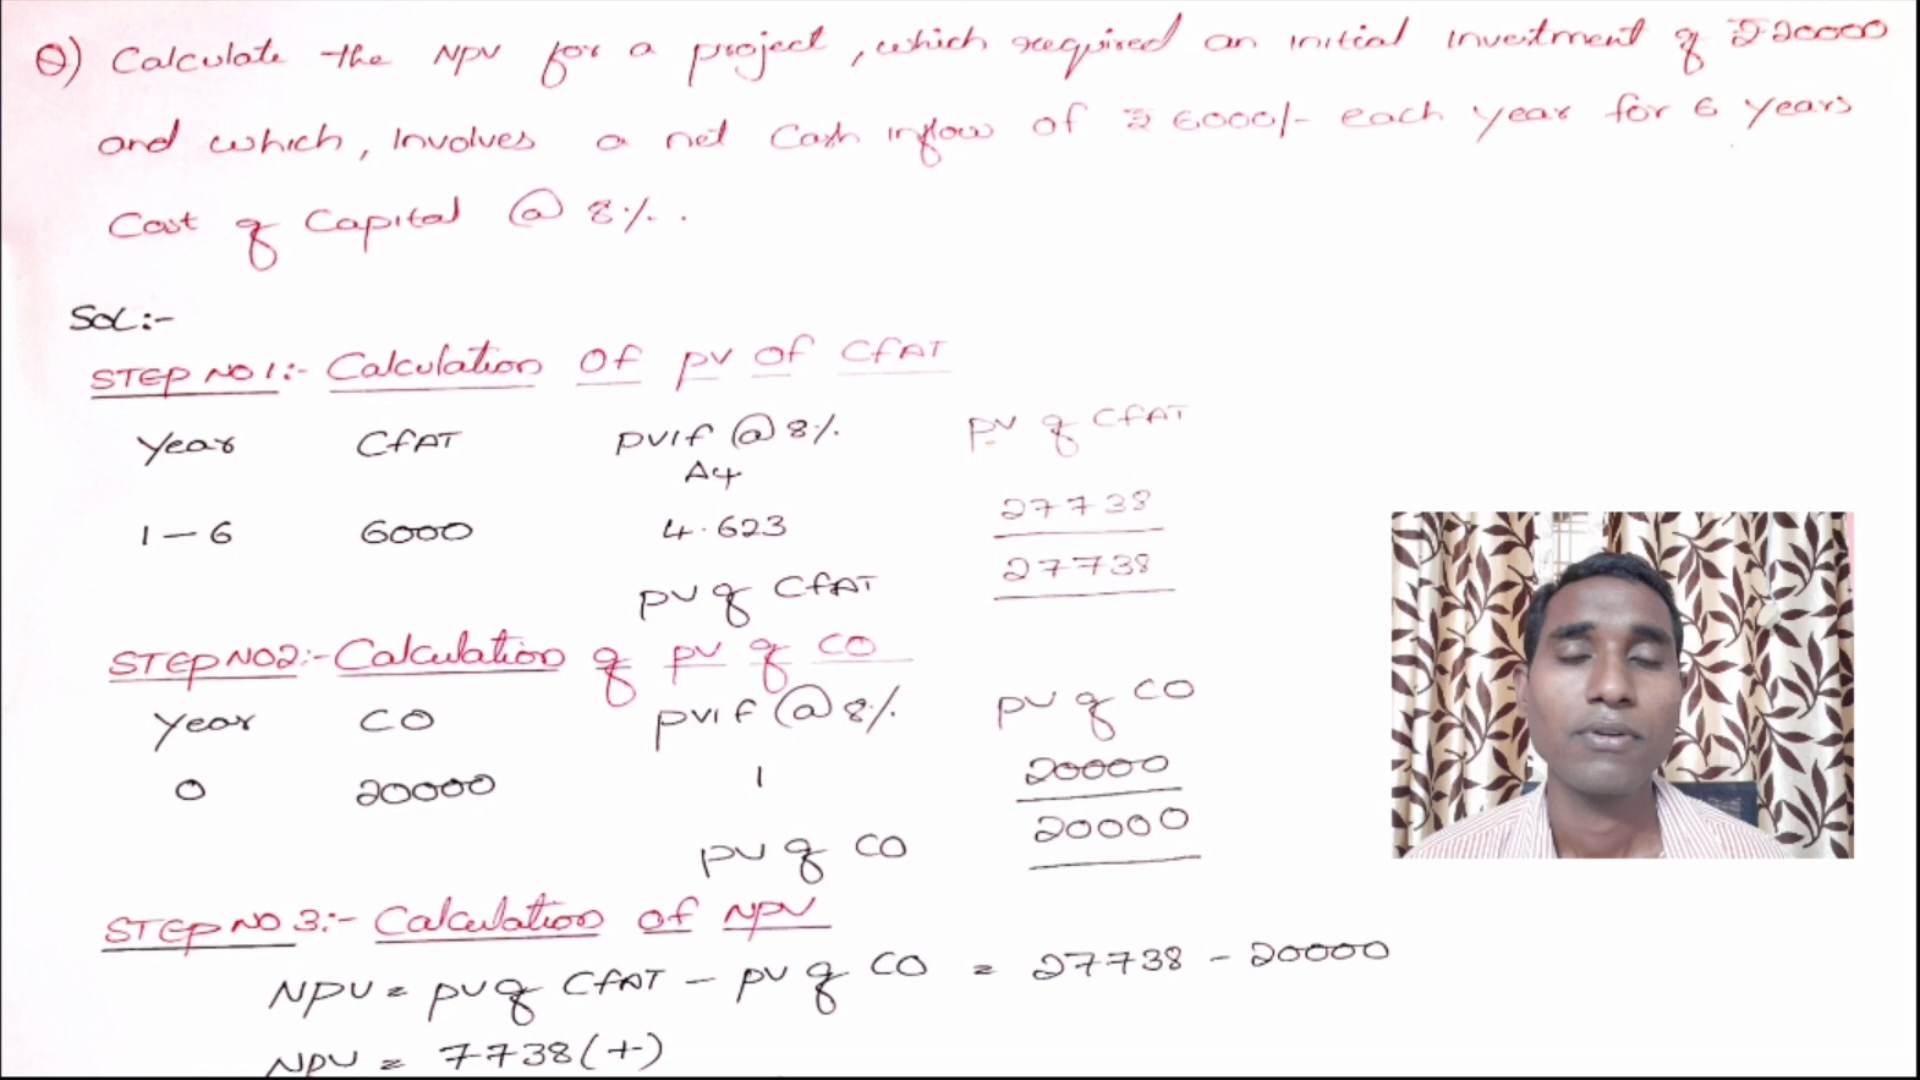 Q) Calculate the NPV for a project, which required an initial investment of ₹20000
and which, involves a net cash inflow of ₹6000/- each year for 6 years
Cost of Capital @ 8%.
SOL:-
STEP NO1:- Calculation of PV of CFAT
Year CFAT PVIF @ 8% PV of CFAT
A4
1-6 6000 4.623 27738
PV of CFAT 27738
STEP NO2:- Calculation of PV of CO
Year CO PVIF @ 8% PV of CO
0 20000 1 20000
PV of CO 20000
STEP NO 3:- Calculation of NPV
NPV = PV of CFAT - PV of CO = 27738 - 20000
NPV = 7738 (+)